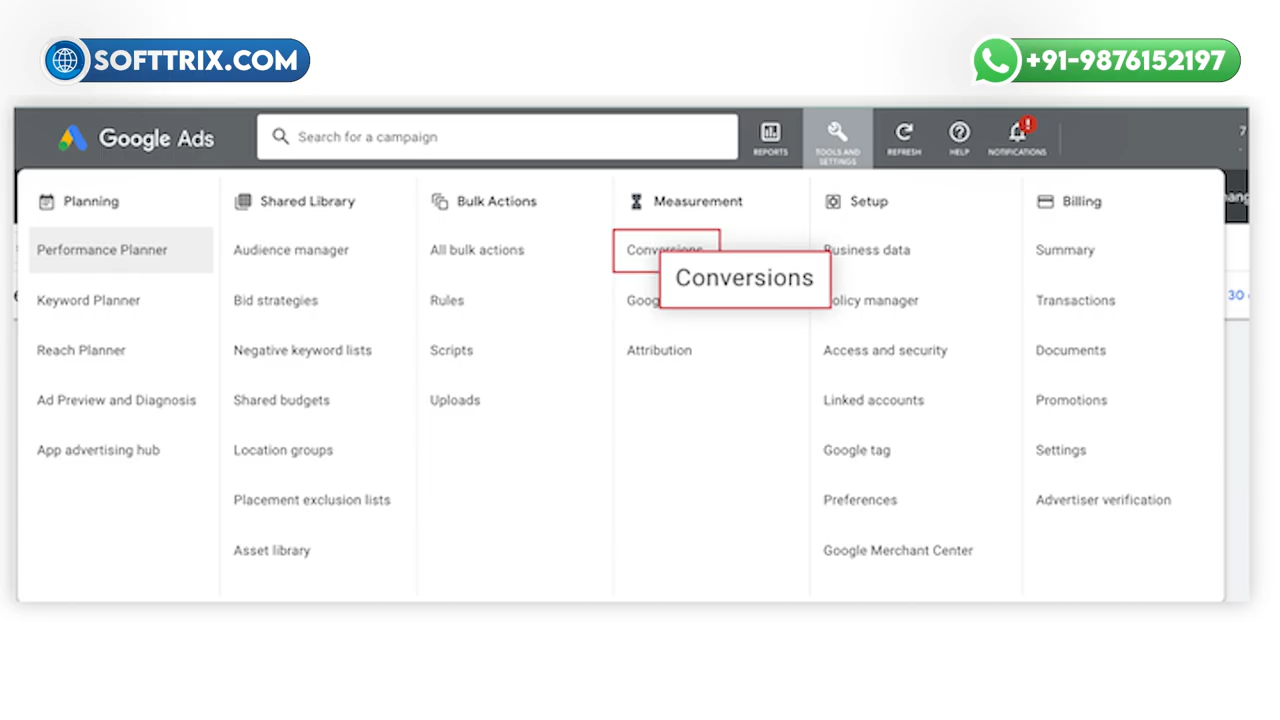 SOFTTRIX.COM
+91-9876152197
Google Ads
Search for a campaign
REPORTS
TOOLS AND
SETTINGS
REFRESH
HELP
NOTIFICATIONS
7
Planning
Performance Planner
Keyword Planner
Reach Planner
Ad Preview and Diagnosis
App advertising hub
Shared Library
Audience manager
Bid strategies
Negative keyword lists
Shared budgets
Location groups
Placement exclusion lists
Asset library
Bulk Actions
All bulk actions
Rules
Scripts
Uploads
Measurement
Conversions
Conversions
Attribution
Setup
Business data
Policy manager
Access and security
Linked accounts
Google tag
Preferences
Google Merchant Center
Billing
Summary
Transactions
Documents
Promotions
Settings
Advertiser verification
30